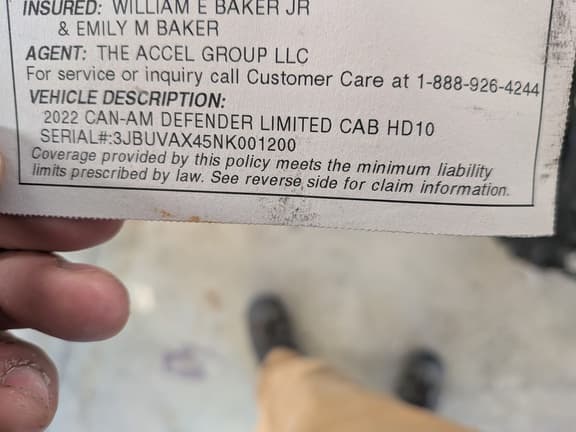 INSURED: WILLIAM E BAKER JR
& EMILY M BAKER
AGENT: THE ACCEL GROUP LLC
For service or inquiry call Customer Care at 1-888-926-4244
VEHICLE DESCRIPTION:
2022 CAN-AM DEFENDER LIMITED CAB HD10
SERIAL#:3JBUVAX45NK001200
Coverage provided by this policy meets the minimum liability
limits prescribed by law. See reverse side for claim information.